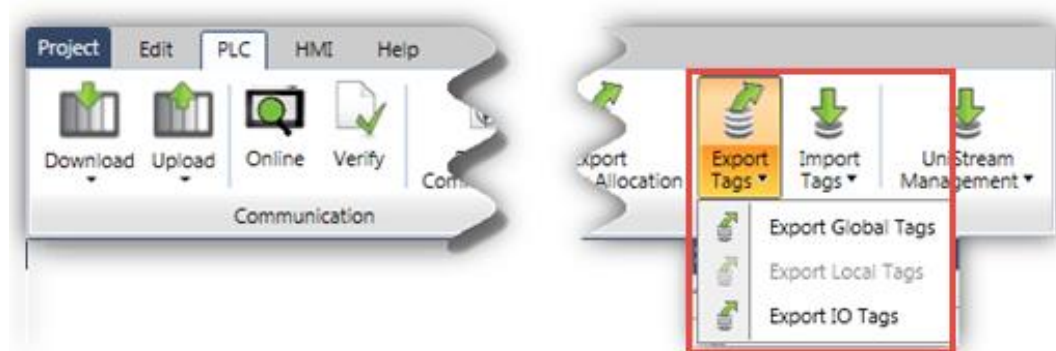 Project Edit PLC HMI Help
Download Upload Online Verify
Export Tags Import Tags UniStream Management
Allocation
Communication
Export Global Tags
Export Local Tags
Export IO Tags